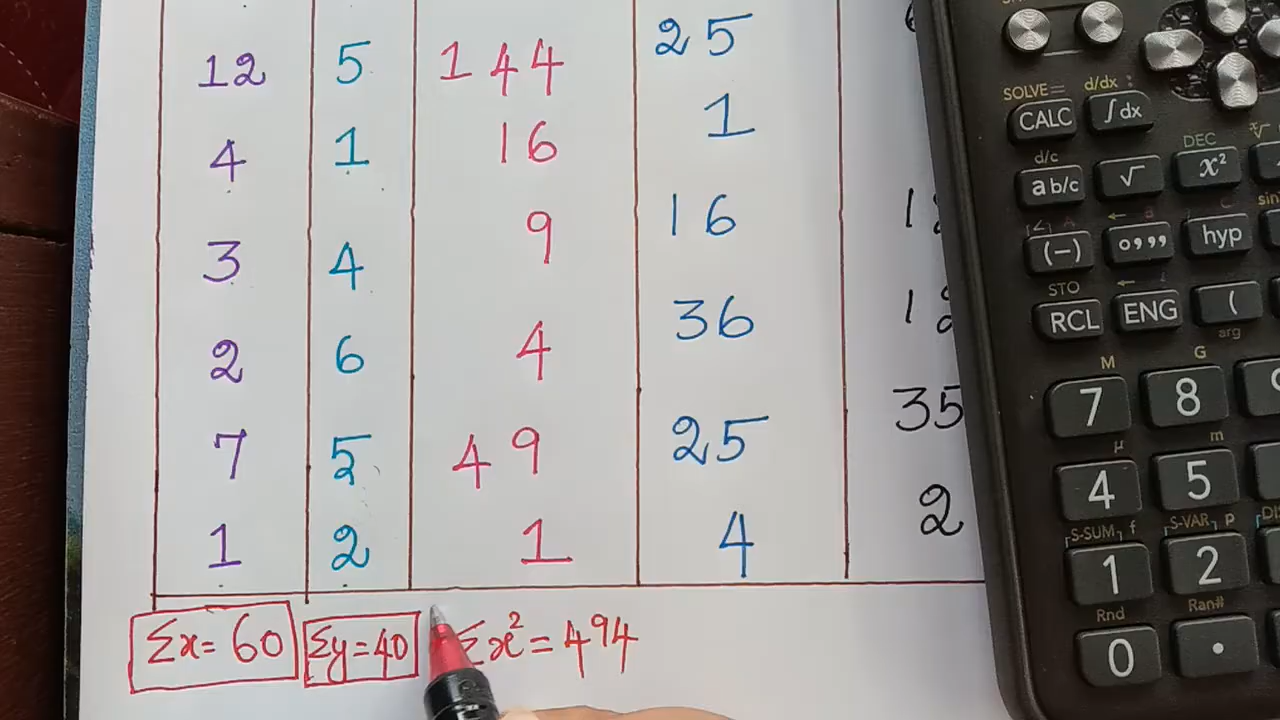 12 5 144 25
4 1 16 1
3 4 9 16
2 6 4 36
7 5 49 25 35
1 2 1 4 2
Σx=60 Σy=40 Σx²=494
SOLVE = d/dx :
CALC ∫dx
d/c DEC
a b/c √ x²
(−) hyp
STO
RCL ENG (
arg
M G
7 8
μ m
4 5
S-SUM f S-VAR p
1 2
Rnd Ran#
0 .